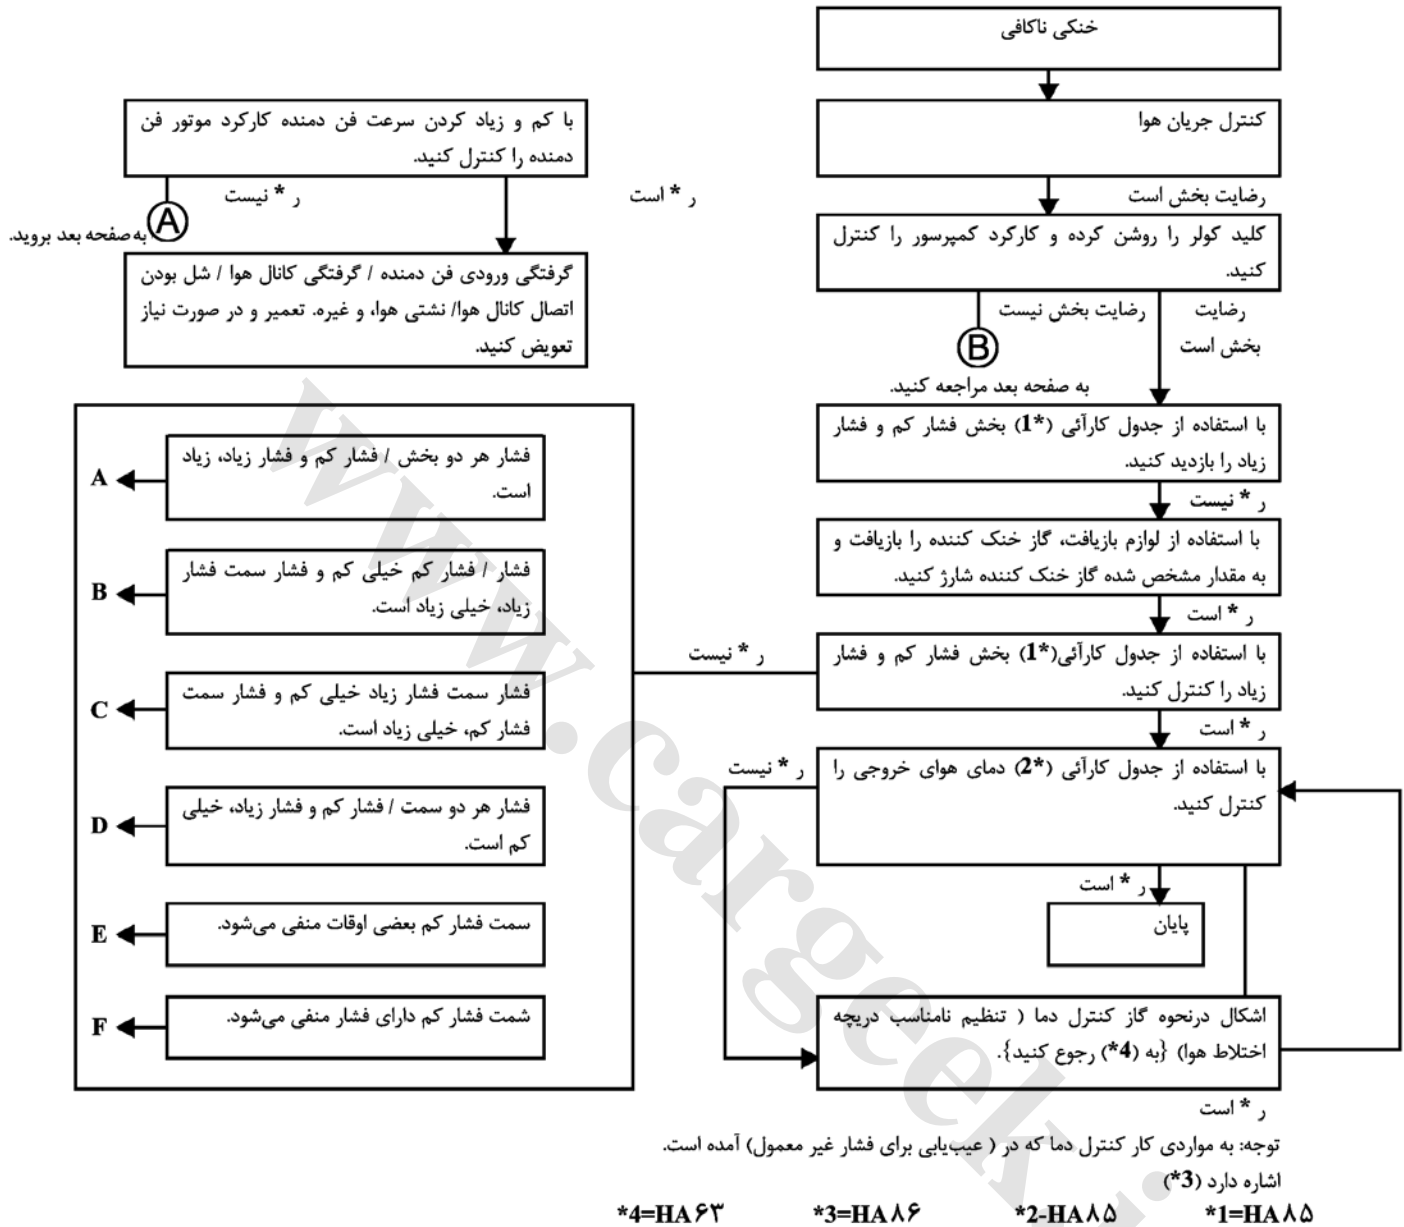 خنکی ناکافی
کنترل جریان هوا
رضایت بخش است
کلید کولر را روشن کرده و کارکرد کمپرسور را کنترل
کنید.
رضایت بخش نیست
رضایت
بخش است
B
به صفحه بعد مراجعه کنید.
با استفاده از جدول کارآئی (*1) بخش فشار کم و فشار
زیاد را بازدید کنید.
ر * نیست
با استفاده از لوازم بازیافت، گاز خنک کننده را بازیافت و
به مقدار مشخص شده گاز خنک کننده شارژ کنید.
ر * است
با استفاده از جدول کارآئی(*1) بخش فشار کم و فشار
زیاد را کنترل کنید.
ر * نیست
ر * است
با استفاده از جدول کارآئی (*2) دمای هوای خروجی را
کنترل کنید.
ر * نیست
ر * است
پایان
اشکال درنحوه گاز کنترل دما ( تنظیم نامناسب دریچه
اختلاط هوا) {به (*4) رجوع کنید}.
ر * است
با کم و زیاد کردن سرعت فن دمنده کارکرد موتور فن
دمنده را کنترل کنید.
ر * است
ر * نیست
A
به صفحه بعد بروید.
گرفتگی ورودی فن دمنده / گرفتگی کانال هوا / شل بودن
اتصال کانال هوا/ نشتی هوا، و غیره. تعمیر و در صورت نیاز
تعویض کنید.
فشار هر دو بخش / فشار کم و فشار زیاد، زیاد
است.
A
فشار / فشار کم خیلی کم و فشار سمت فشار
زیاد، خیلی زیاد است.
B
فشار سمت فشار زیاد خیلی کم و فشار سمت
فشار کم، خیلی زیاد است.
C
فشار هر دو سمت / فشار کم و فشار زیاد، خیلی
کم است.
D
سمت فشار کم بعضی اوقات منفی می‌شود.
E
شمت فشار کم دارای فشار منفی می‌شود.
F
توجه: به مواردی کار کنترل دما که در ( عیب‌یابی برای فشار غیر معمول) آمده است.
اشاره دارد (*3)
*1=HA۸۵ *2-HA۸۵ *3=HA۸۶ *4=HA۶۳